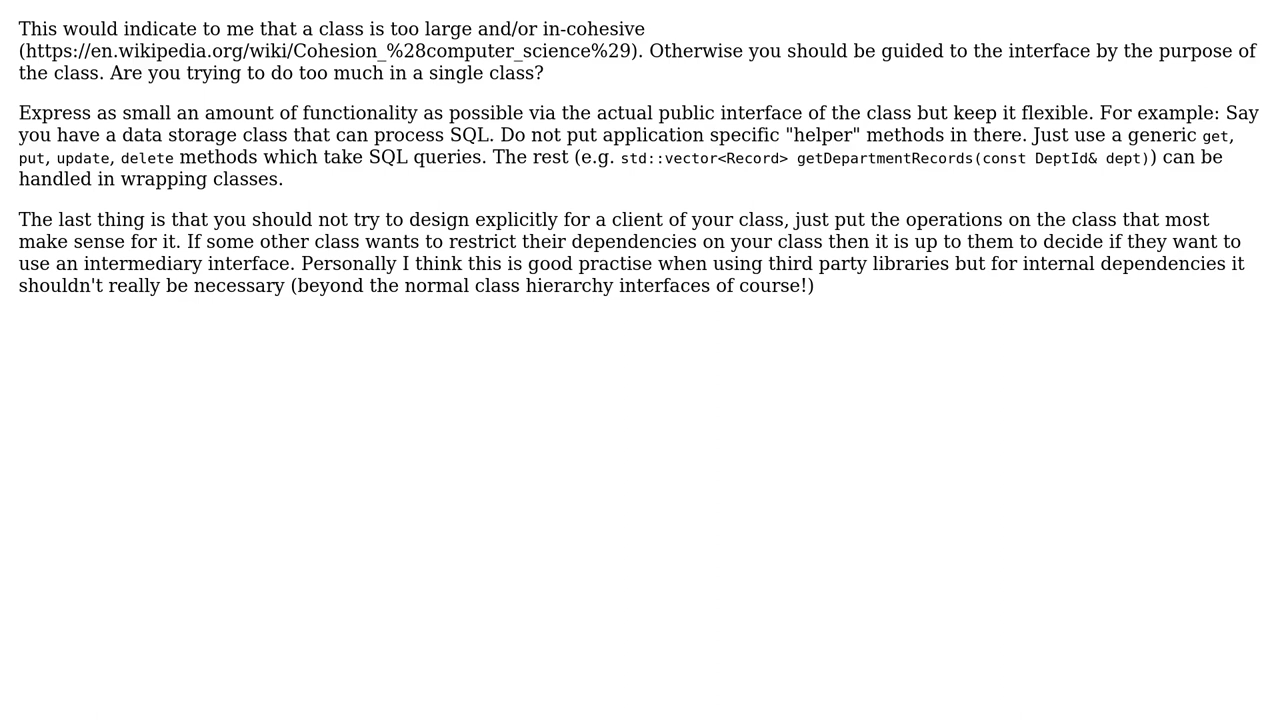 This would indicate to me that a class is too large and/or in-cohesive
(https://en.wikipedia.org/wiki/Cohesion_%28computer_science%29). Otherwise you should be guided to the interface by the purpose of
the class. Are you trying to do too much in a single class?
Express as small an amount of functionality as possible via the actual public interface of the class but keep it flexible. For example: Say
you have a data storage class that can process SQL. Do not put application specific "helper" methods in there. Just use a generic get,
put, update, delete methods which take SQL queries. The rest (e.g. std::vector<Record> getDepartmentRecords(const DeptId& dept)) can be
handled in wrapping classes.
The last thing is that you should not try to design explicitly for a client of your class, just put the operations on the class that most
make sense for it. If some other class wants to restrict their dependencies on your class then it is up to them to decide if they want to
use an intermediary interface. Personally I think this is good practise when using third party libraries but for internal dependencies it
shouldn't really be necessary (beyond the normal class hierarchy interfaces of course!)